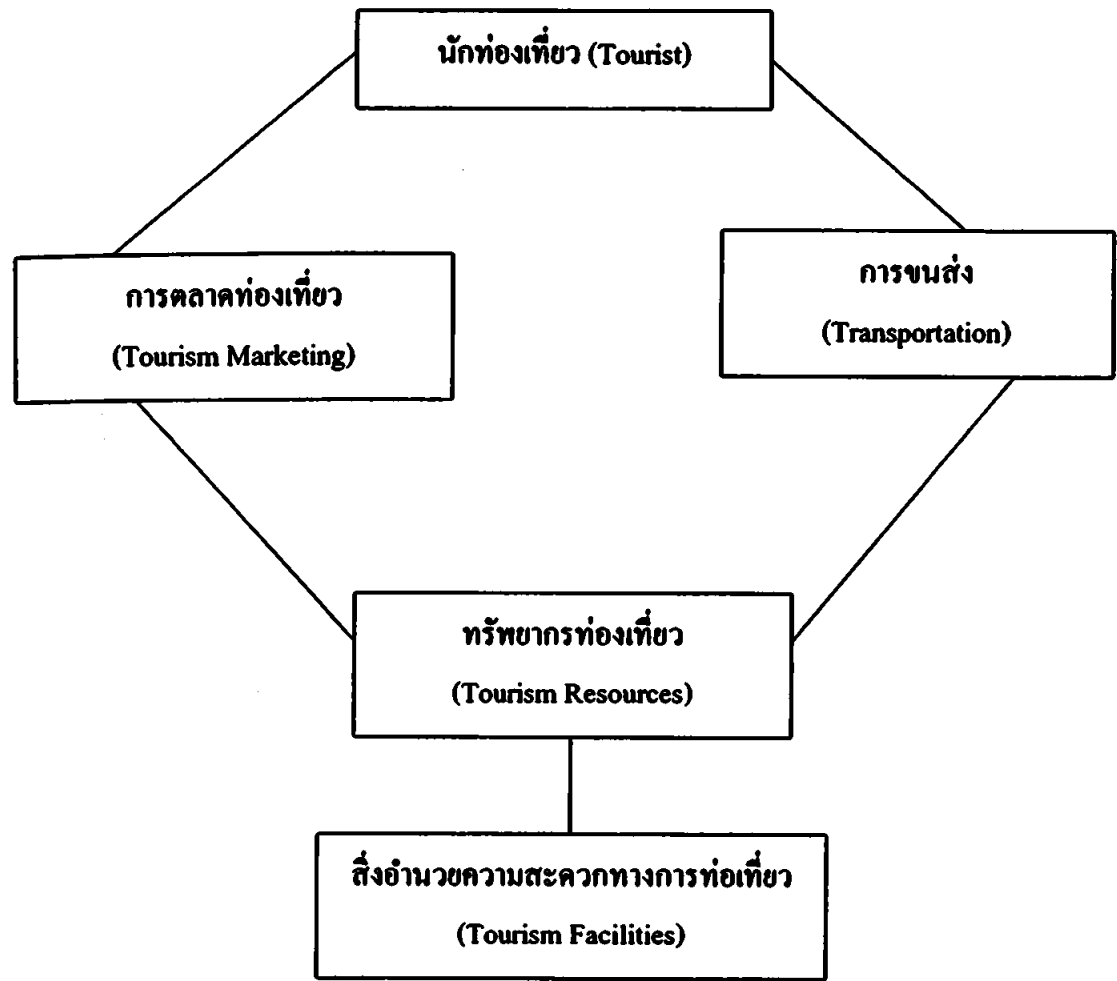 นักท่องเที่ยว (Tourist)
การตลาดท่องเที่ยว
(Tourism Marketing)
การขนส่ง
(Transportation)
ทรัพยากรท่องเที่ยว
(Tourism Resources)
สิ่งอำนวยความสะดวกทางการท่อเที่ยว
(Tourism Facilities)